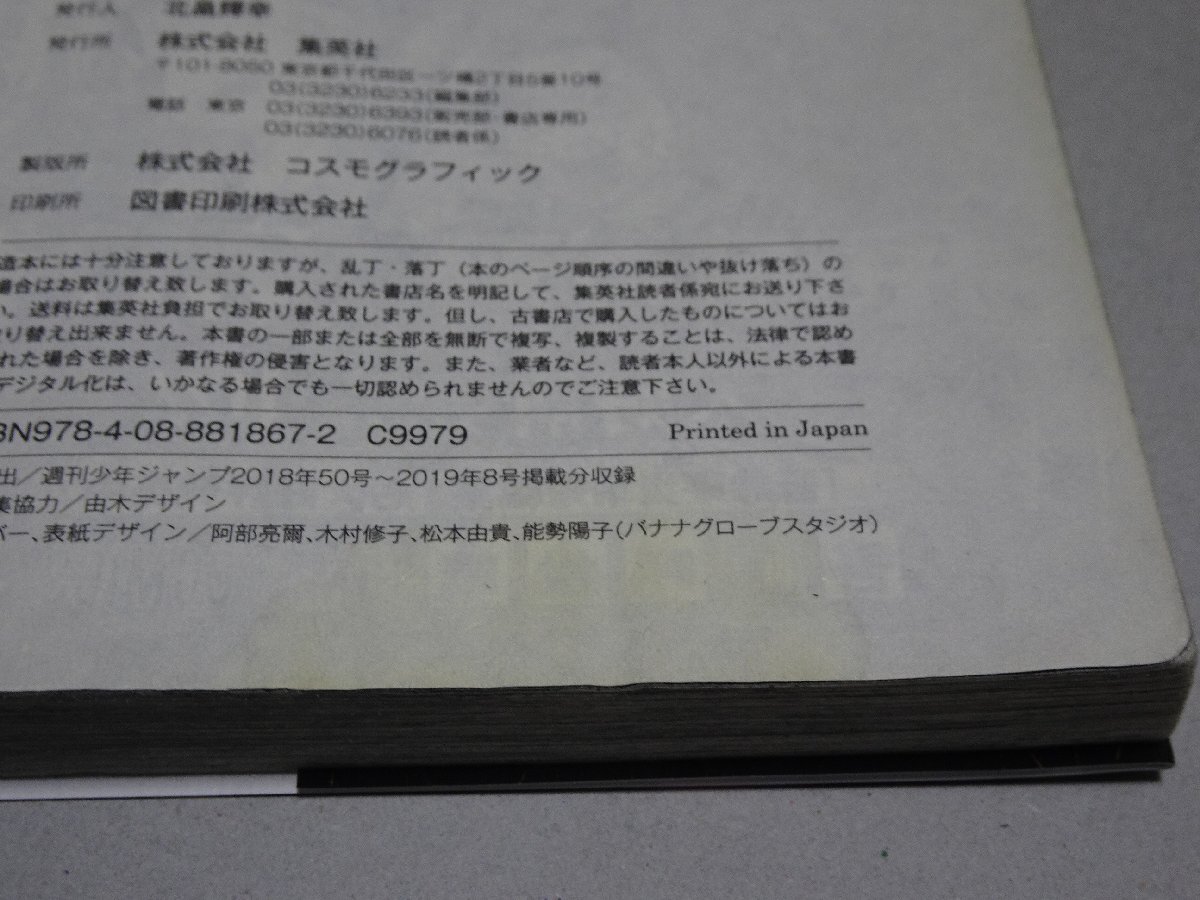 発行人 北畠輝幸
発行所 株式会社 集英社
〒101-8050 東京都千代田区一ツ橋2丁目5番10号
03(3230)6233(編集部)
電話 東京 03(3230)6393(販売部・書店専用)
03(3230)6076(読者係)
製版所 株式会社 コスモグラフィック
印刷所 図書印刷株式会社
造本には十分注意しておりますが、乱丁・落丁(本のページ順序の間違いや抜け落ち)の
場合はお取り替え致します。購入された書店名を明記して、集英社読者係宛にお送り下さ
い。送料は集英社負担でお取り替え致します。但し、古書店で購入したものについてはお
取り替え出来ません。本書の一部または全部を無断で複写、複製することは、法律で認め
られた場合を除き、著作権の侵害となります。また、業者など、読者本人以外による本書
デジタル化は、いかなる場合でも一切認められませんのでご注意下さい。
BN978-4-08-881867-2 C9979 Printed in Japan
出/週刊少年ジャンプ2018年50号〜2019年8号掲載分収録
集協力/由木デザイン
バー、表紙デザイン/阿部亮爾、木村修子、松本由貴、能勢陽子(バナナグローブスタジオ)